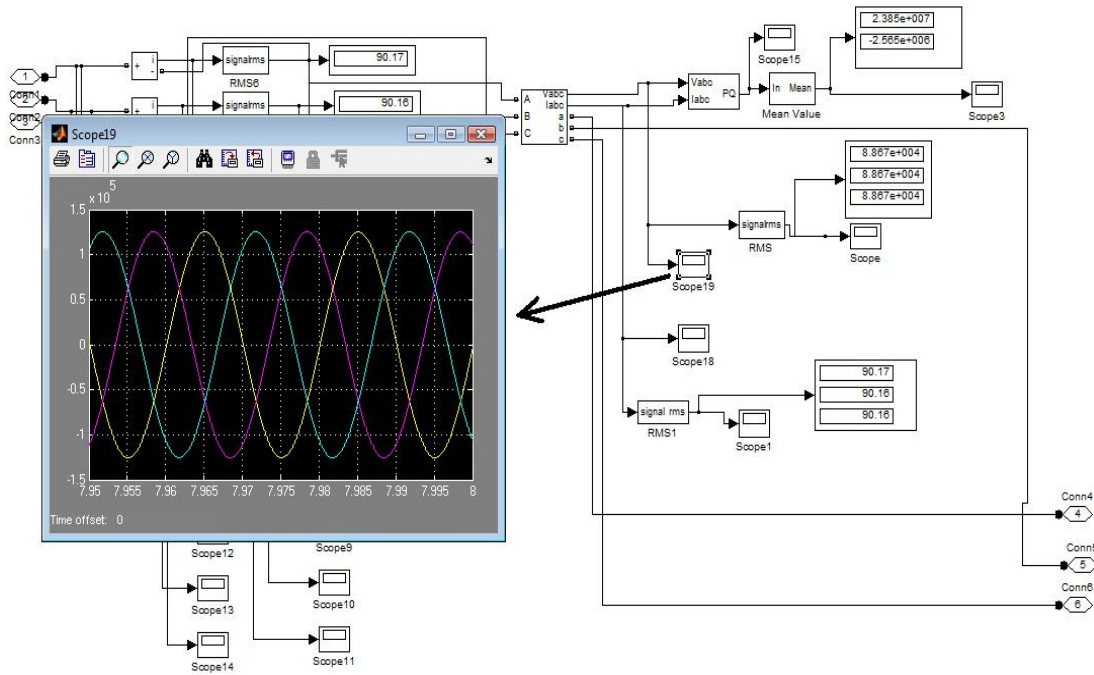 2.385e+007
-2.565e+006
Scope15
+
-
i
signalrms
RMS6
90.17
1
Conn1
2
Conn2
3
Conn3
+
i
signalrms
90.16
A
B
C
Vabc
Iabc
a
b
c
Vabc
Iabc
PQ
In Mean
Mean Value
Scope3
Scope19
x 10
5
1.5
1
0.5
0
-0.5
-1
-1.5
7.95 7.955 7.96 7.965 7.97 7.975 7.98 7.985 7.99 7.995 8
Time offset: 0
8.867e+004
8.867e+004
8.867e+004
signalrms
RMS
Scope
Scope19
Scope18
90.17
90.16
90.16
signal rms
RMS1
Scope1
Conn4
4
Conn5
5
Conn6
6
Scope12
Scope9
Scope13
Scope10
Scope14
Scope11